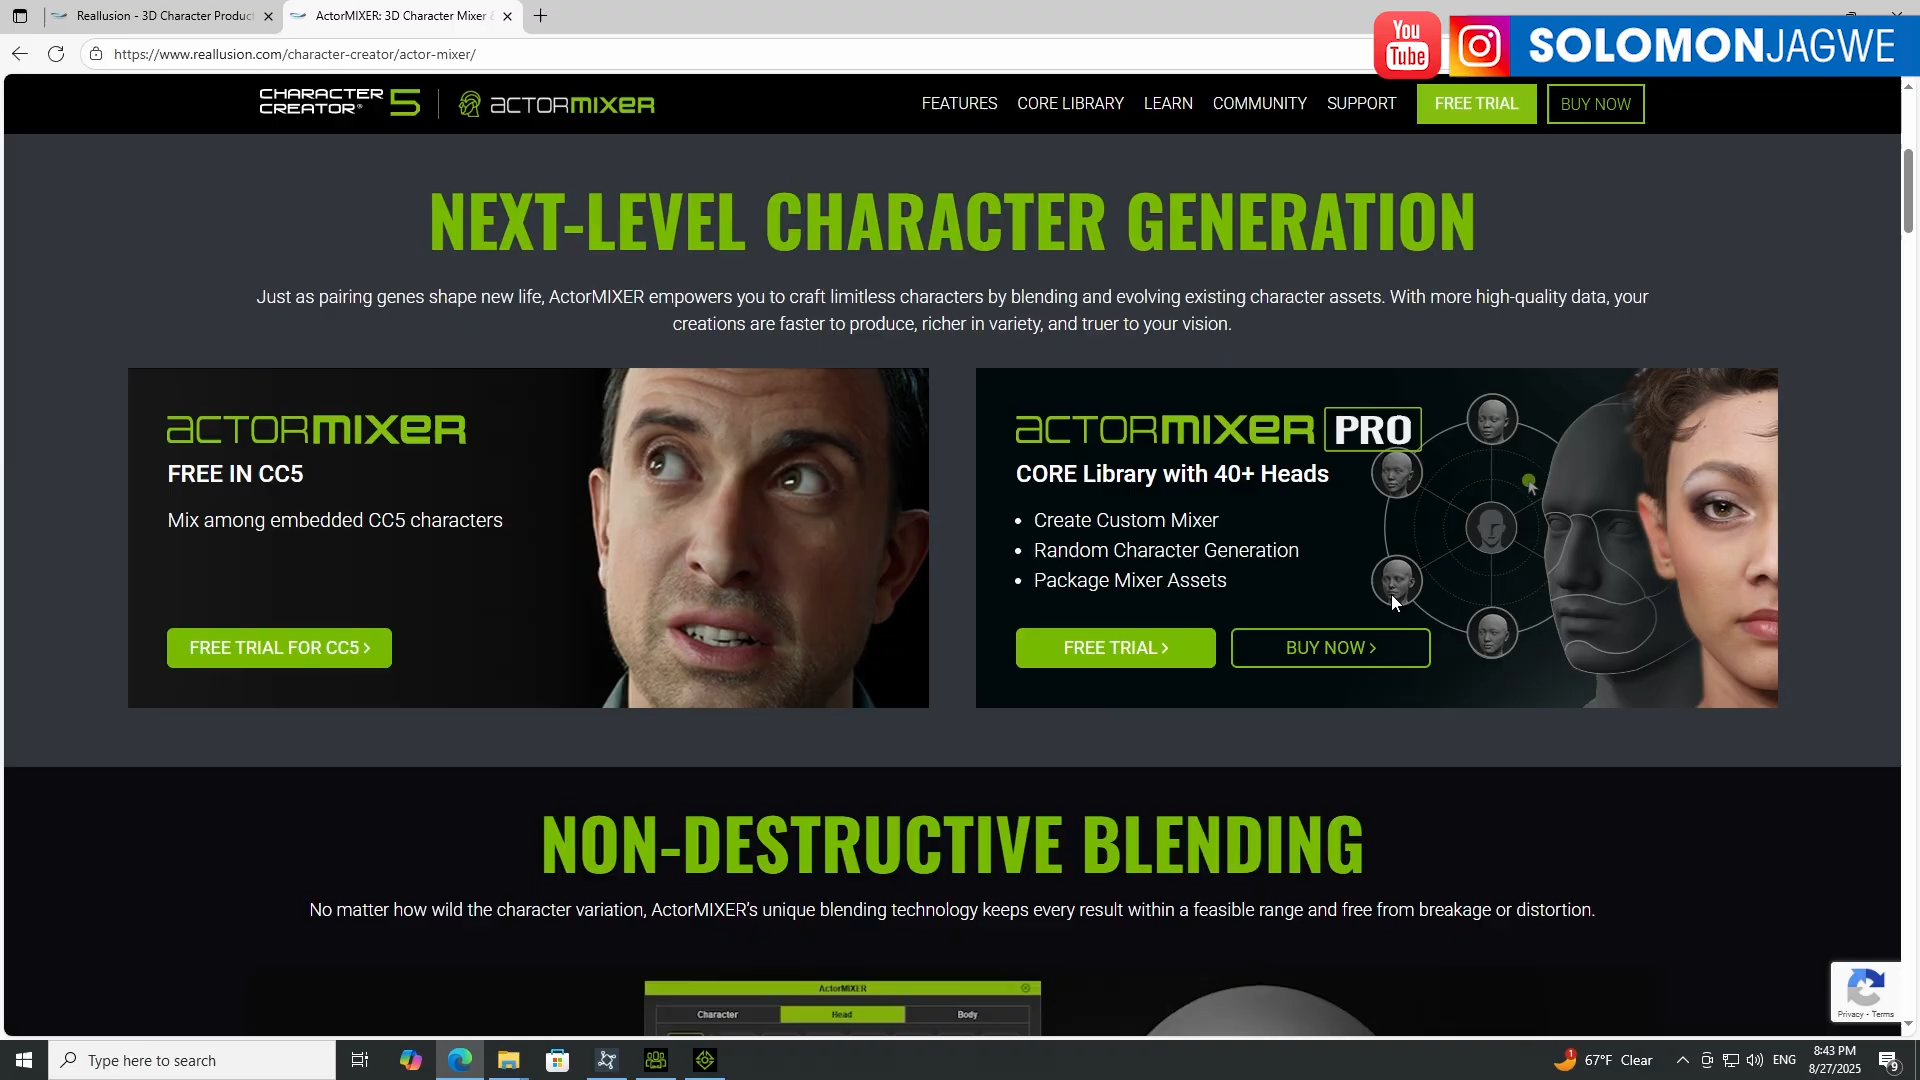 Reallusion - 3D Character Produc
ActorMIXER: 3D Character Mixer
https://www.reallusion.com/character-creator/actor-mixer/
You
Tube
SOLOMONJAGWE
CHARACTER
CREATOR® 5
ACTORMIXER
FEATURES
CORE LIBRARY
LEARN
COMMUNITY
SUPPORT
FREE TRIAL
BUY NOW
NEXT-LEVEL CHARACTER GENERATION
Just as pairing genes shape new life, ActorMIXER empowers you to craft limitless characters by blending and evolving existing character assets. With more high-quality data, your
creations are faster to produce, richer in variety, and truer to your vision.
ACTORMIXER
FREE IN CC5
Mix among embedded CC5 characters
FREE TRIAL FOR CC5 >
ACTORMIXER PRO
CORE Library with 40+ Heads
• Create Custom Mixer
• Random Character Generation
• Package Mixer Assets
FREE TRIAL >
BUY NOW >
NON-DESTRUCTIVE BLENDING
No matter how wild the character variation, ActorMIXER’s unique blending technology keeps every result within a feasible range and free from breakage or distortion.
ActorMIXER
Character
Head
Body
Privacy - Terms
Type here to search
1
67°F Clear
ENG
8:43 PM
8/27/2025
9